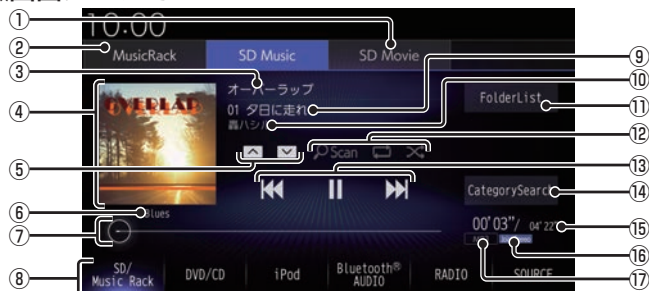 ①
10:00
②
MusicRack
SD Music
SD Movie
③
オーバーラップ
⑨
④
OVERLAP
01 夕日に走れ
⑩
轟ハシル
FolderList
⑪
⑫
⑤
Scan
⑬
CategorySearch
⑭
⑥
Blues
00'03"/ 04'22"
⑮
⑦
⑯
⑰
⑧
SD/
Music Rack
DVD/CD
iPod
Bluetooth®
AUDIO
RADIO
SOURCE